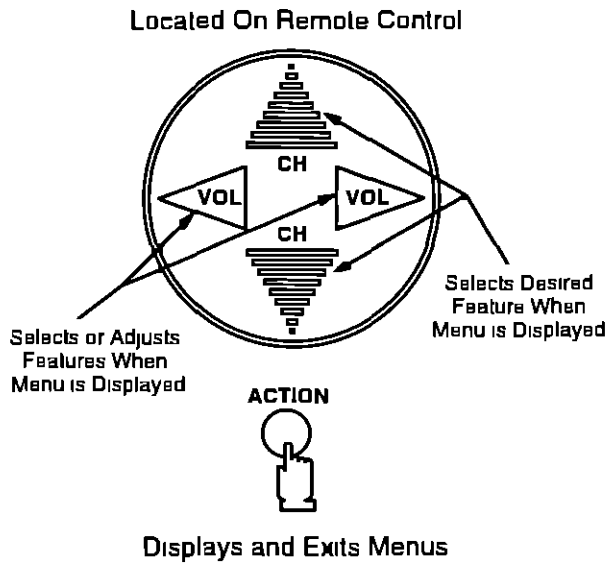 Located On Remote Control
CH
VOL
VOL
CH
Selects or Adjusts
Features When
Menu is Displayed
Selects Desired
Feature When
Menu is Displayed
ACTION
Displays and Exits Menus